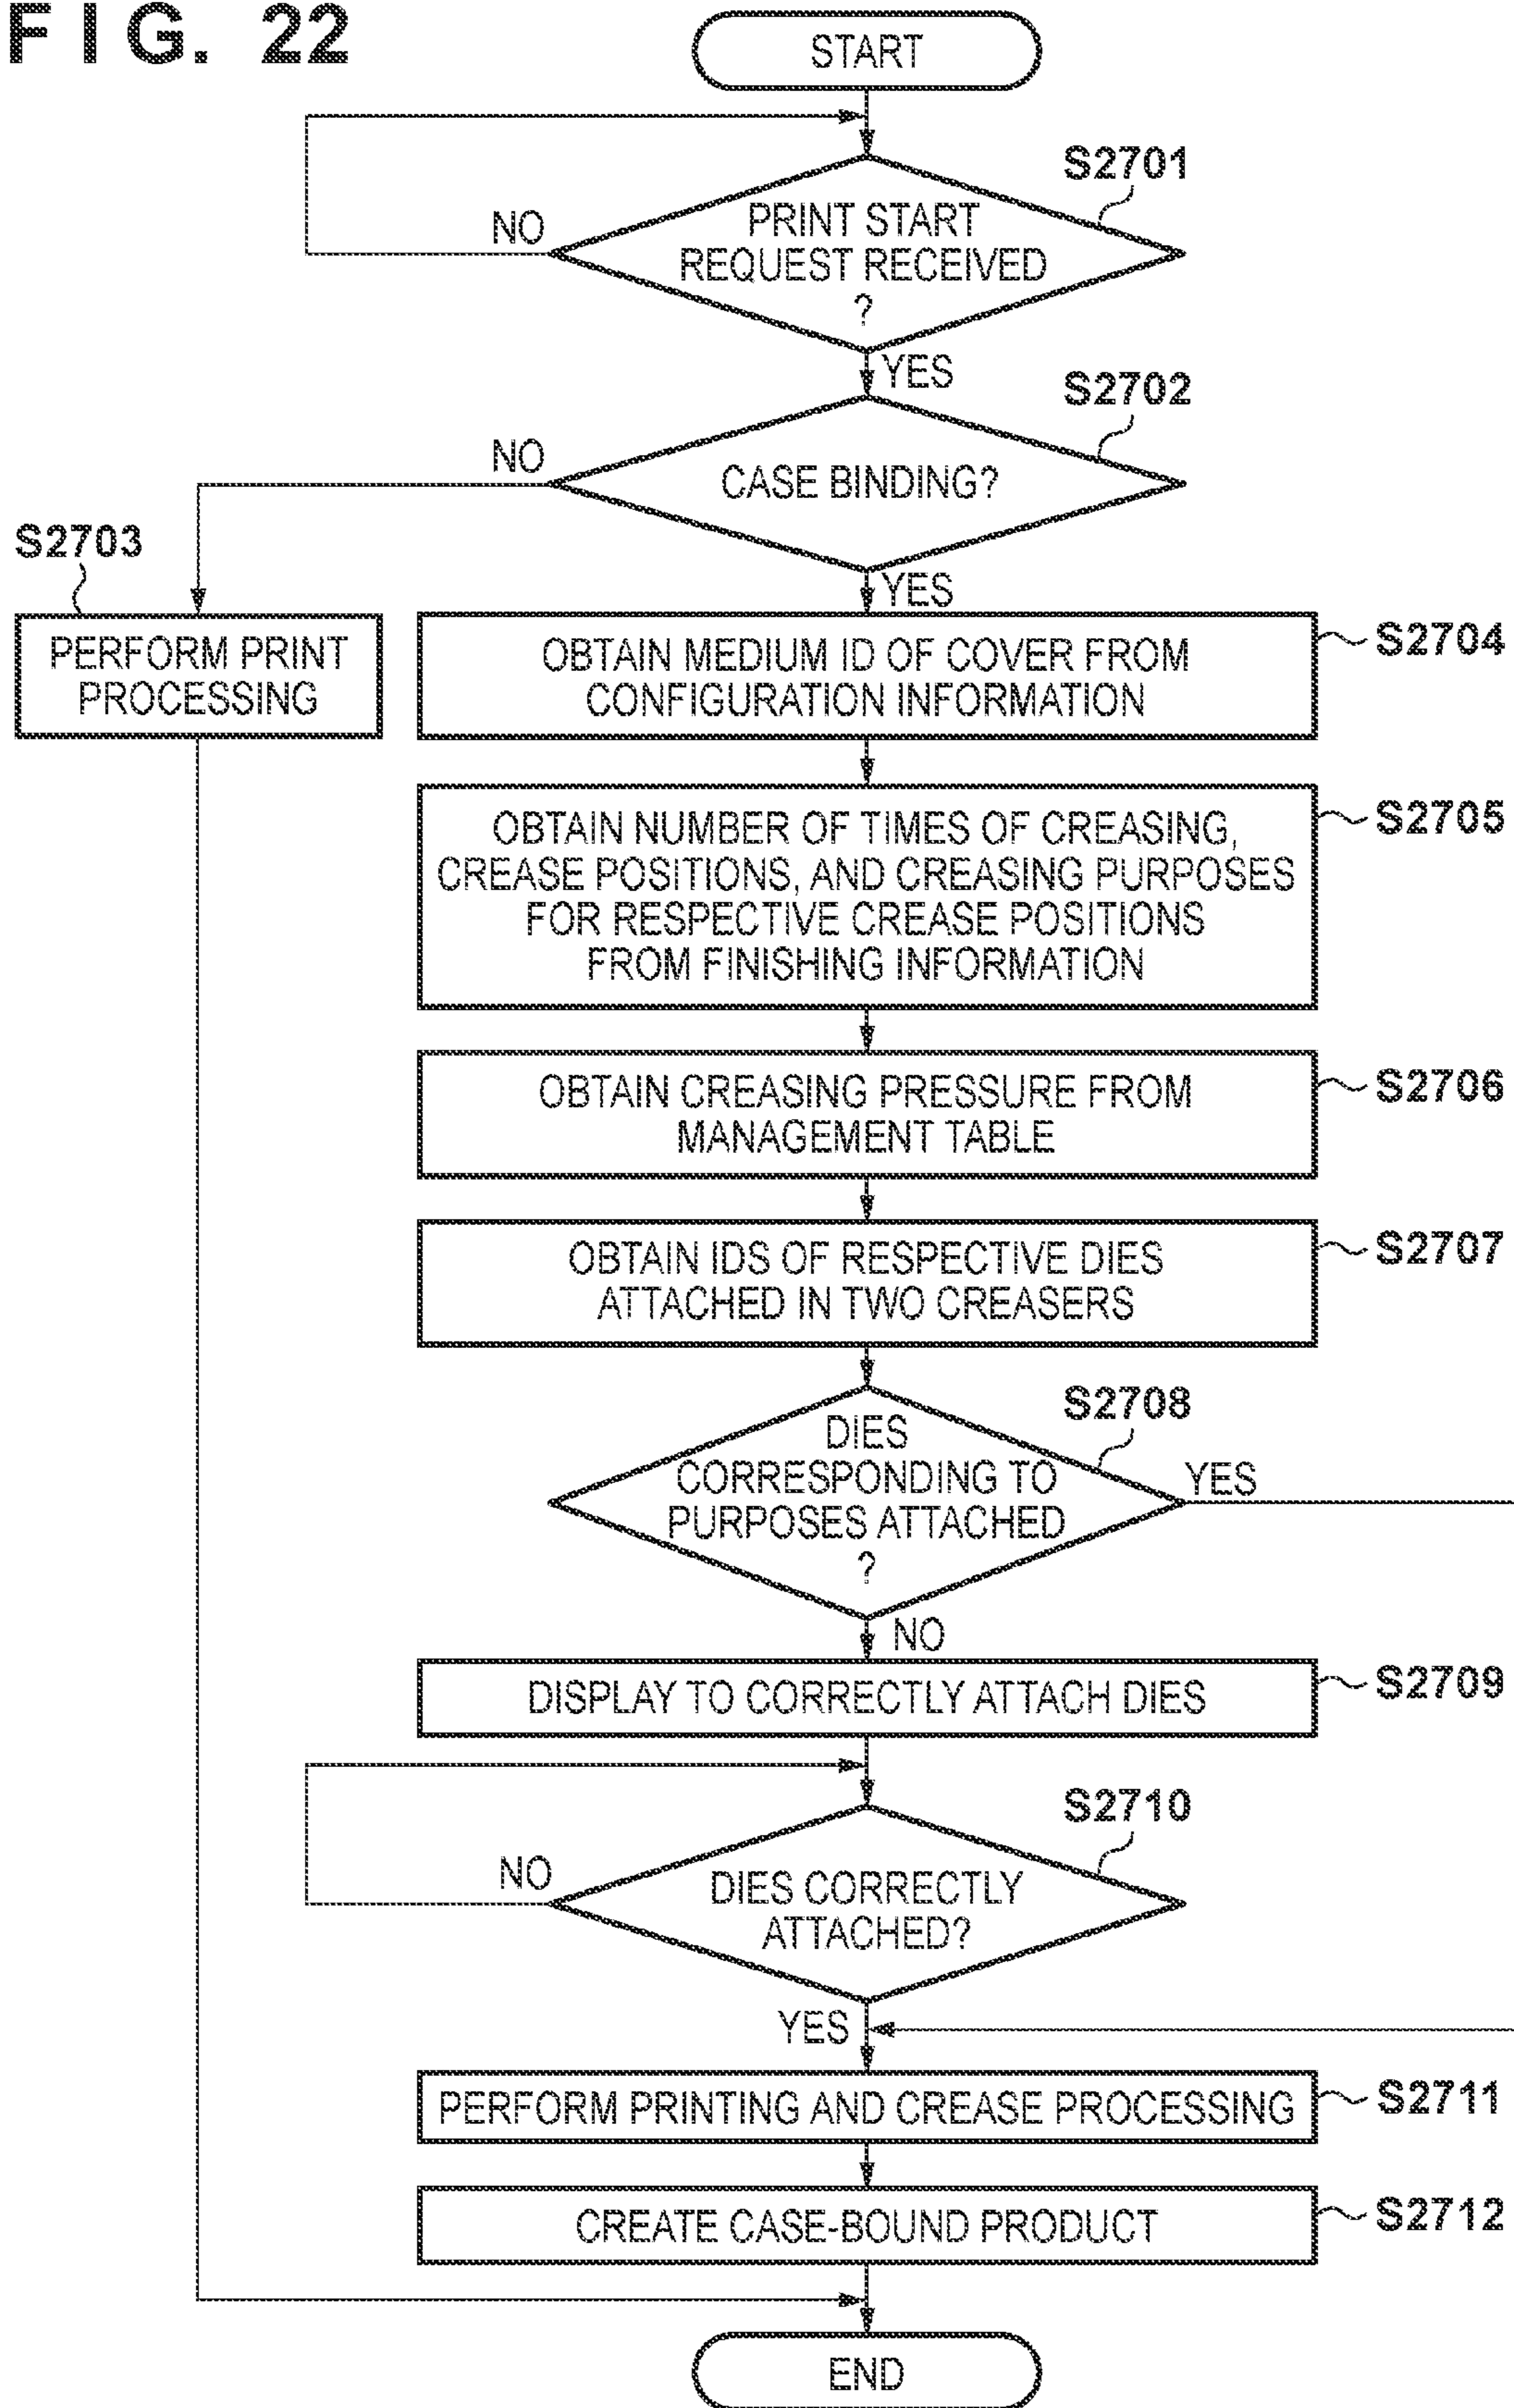 FIG. 22
START
S2701
PRINT START
REQUEST RECEIVED
?
NO
YES
S2702
CASE BINDING?
NO
YES
S2703
PERFORM PRINT
PROCESSING
OBTAIN MEDIUM ID OF COVER FROM
CONFIGURATION INFORMATION
S2704
OBTAIN NUMBER OF TIMES OF CREASING,
CREASE POSITIONS, AND CREASING PURPOSES
FOR RESPECTIVE CREASE POSITIONS
FROM FINISHING INFORMATION
S2705
OBTAIN CREASING PRESSURE FROM
MANAGEMENT TABLE
S2706
OBTAIN IDS OF RESPECTIVE DIES
ATTACHED IN TWO CREASERS
S2707
S2708
DIES
CORRESPONDING TO
PURPOSES ATTACHED
?
YES
NO
DISPLAY TO CORRECTLY ATTACH DIES
S2709
S2710
DIES CORRECTLY
ATTACHED?
NO
YES
PERFORM PRINTING AND CREASE PROCESSING
S2711
CREATE CASE-BOUND PRODUCT
S2712
END